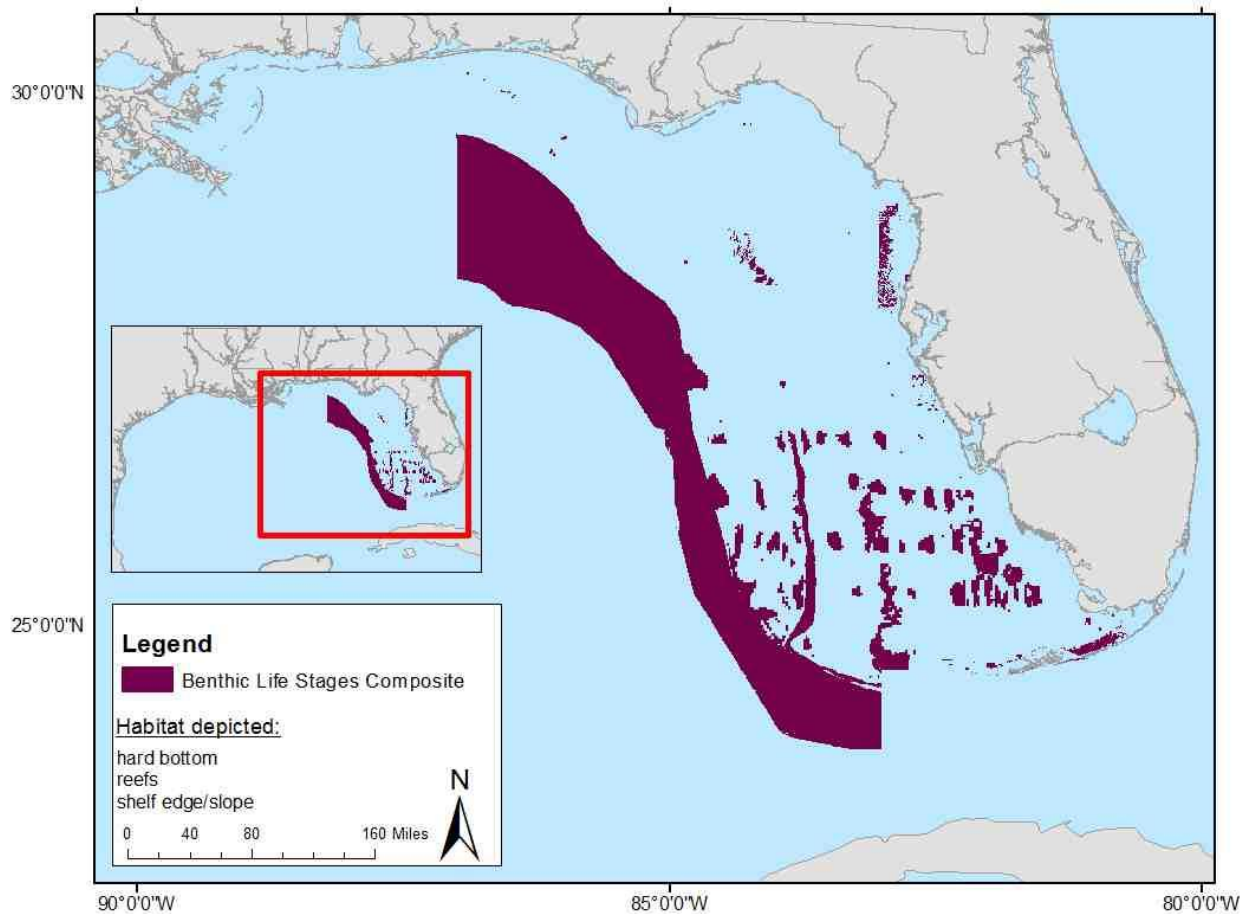 30°0'0"N
25°0'0"N
Legend
Benthic Life Stages Composite
Habitat depicted:
hard bottom
reefs
shelf edge/slope
N
0 40 80 160 Miles
90°0'0"W 85°0'0"W 80°0'0"W